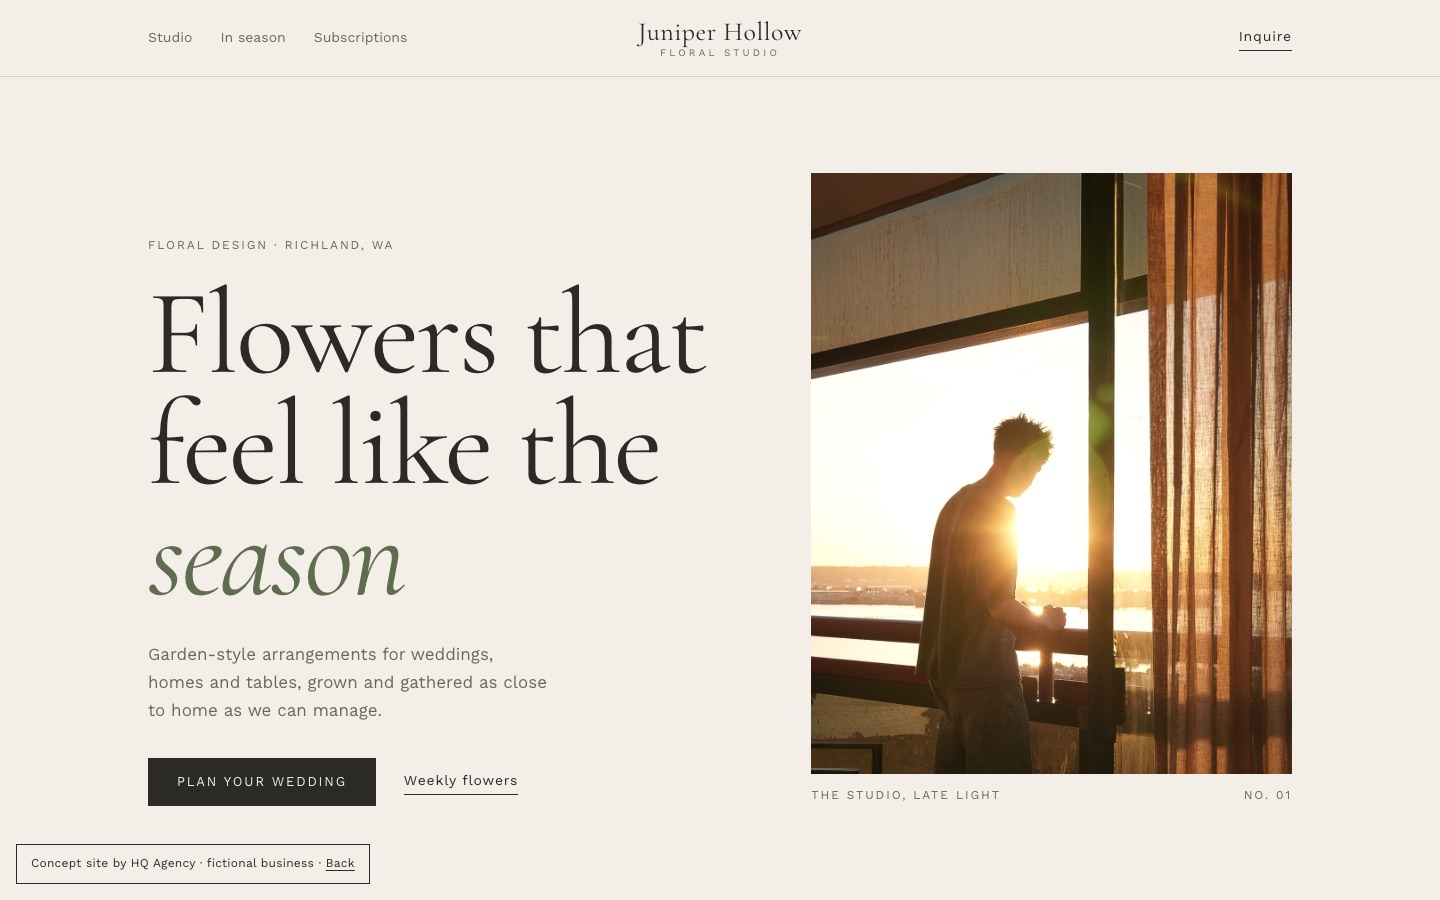 Studio
In season
Subscriptions
Juniper Hollow
FLORAL STUDIO
Inquire
FLORAL DESIGN · RICHLAND, WA
Flowers that
feel like the
season
Garden-style arrangements for weddings,
homes and tables, grown and gathered as close
to home as we can manage.
PLAN YOUR WEDDING
Weekly flowers
THE STUDIO, LATE LIGHT
NO. 01
Concept site by HQ Agency · fictional business · Back